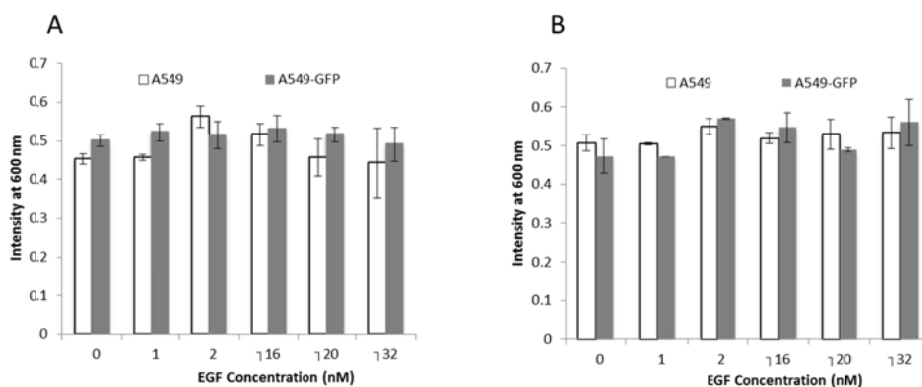 A
B
0.7
0.6
0.5
0.4
0.3
0.2
0.1
0
Intensity at 600 nm
A549
A549-GFP
0
1
2
┐16
┐20
┐32
EGF Concentration (nM)
0.7
0.6
0.5
0.4
0.3
0.2
0.1
0
Intensity at 600 nm
A549
A549-GFP
0
1
2
┐16
┐20
┐32
EGF Concentration (nM)